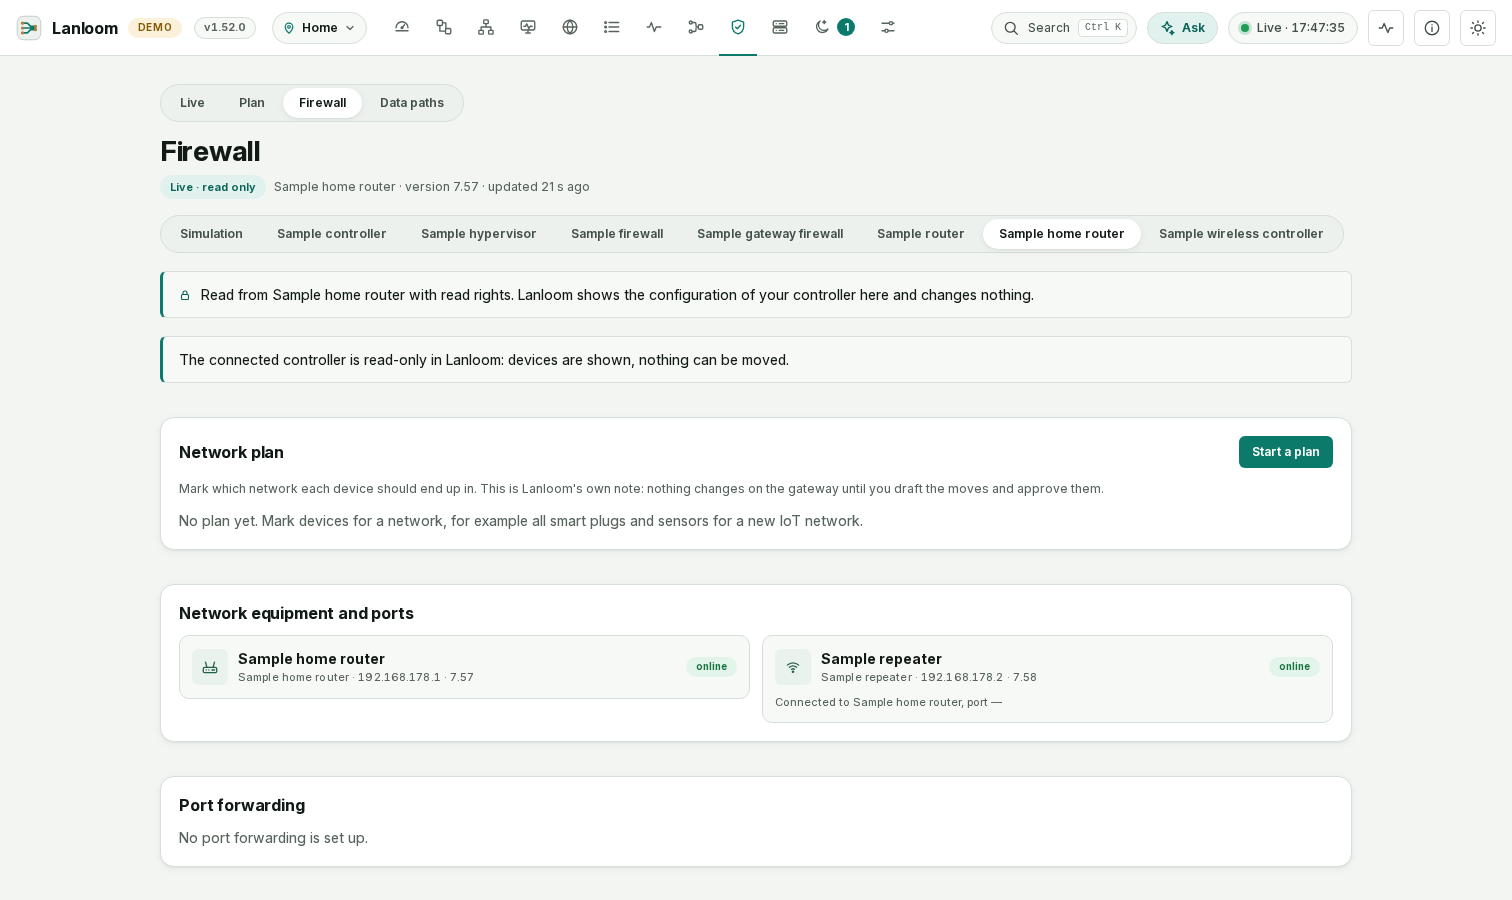 Lanloom DEMO v1.52.0 Home 1 Search Ctrl K Ask Live · 17:47:35
Live Plan Firewall Data paths
Firewall
Live · read only Sample home router · version 7.57 · updated 21 s ago
Simulation Sample controller Sample hypervisor Sample firewall Sample gateway firewall Sample router Sample home router Sample wireless controller
Read from Sample home router with read rights. Lanloom shows the configuration of your controller here and changes nothing.
The connected controller is read-only in Lanloom: devices are shown, nothing can be moved.
Network plan Start a plan
Mark which network each device should end up in. This is Lanloom's own note: nothing changes on the gateway until you draft the moves and approve them.
No plan yet. Mark devices for a network, for example all smart plugs and sensors for a new IoT network.
Network equipment and ports
Sample home router online
Sample home router · 192.168.178.1 · 7.57
Sample repeater online
Sample repeater · 192.168.178.2 · 7.58
Connected to Sample home router, port —
Port forwarding
No port forwarding is set up.